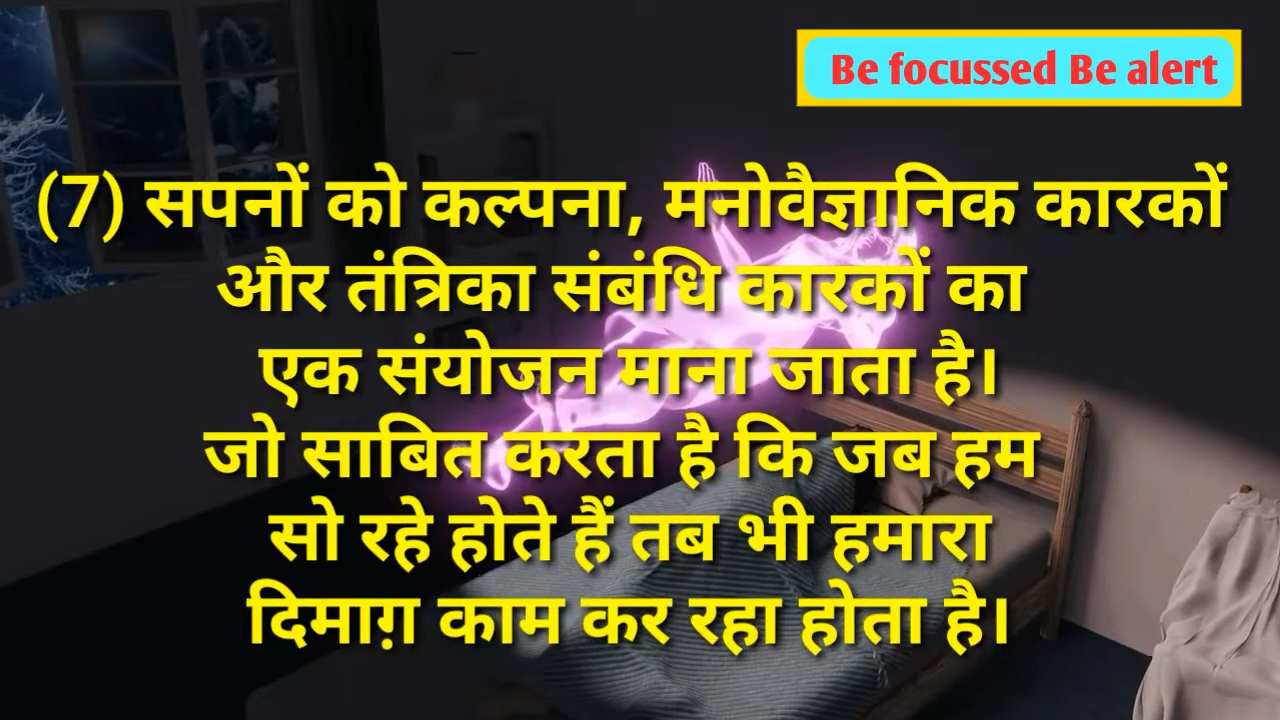 Be focussed Be alert
(7) सपनों को कल्पना, मनोवैज्ञानिक कारकों
और तंत्रिका संबंधि कारकों का
एक संयोजन माना जाता है।
जो साबित करता है कि जब हम
सो रहे होते हैं तब भी हमारा
दिमाग़ काम कर रहा होता है।